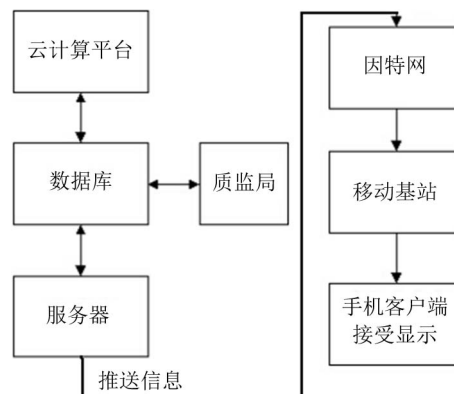 云计算平台
数据库
质监局
服务器
推送信息
因特网
移动基站
手机客户端
接受显示